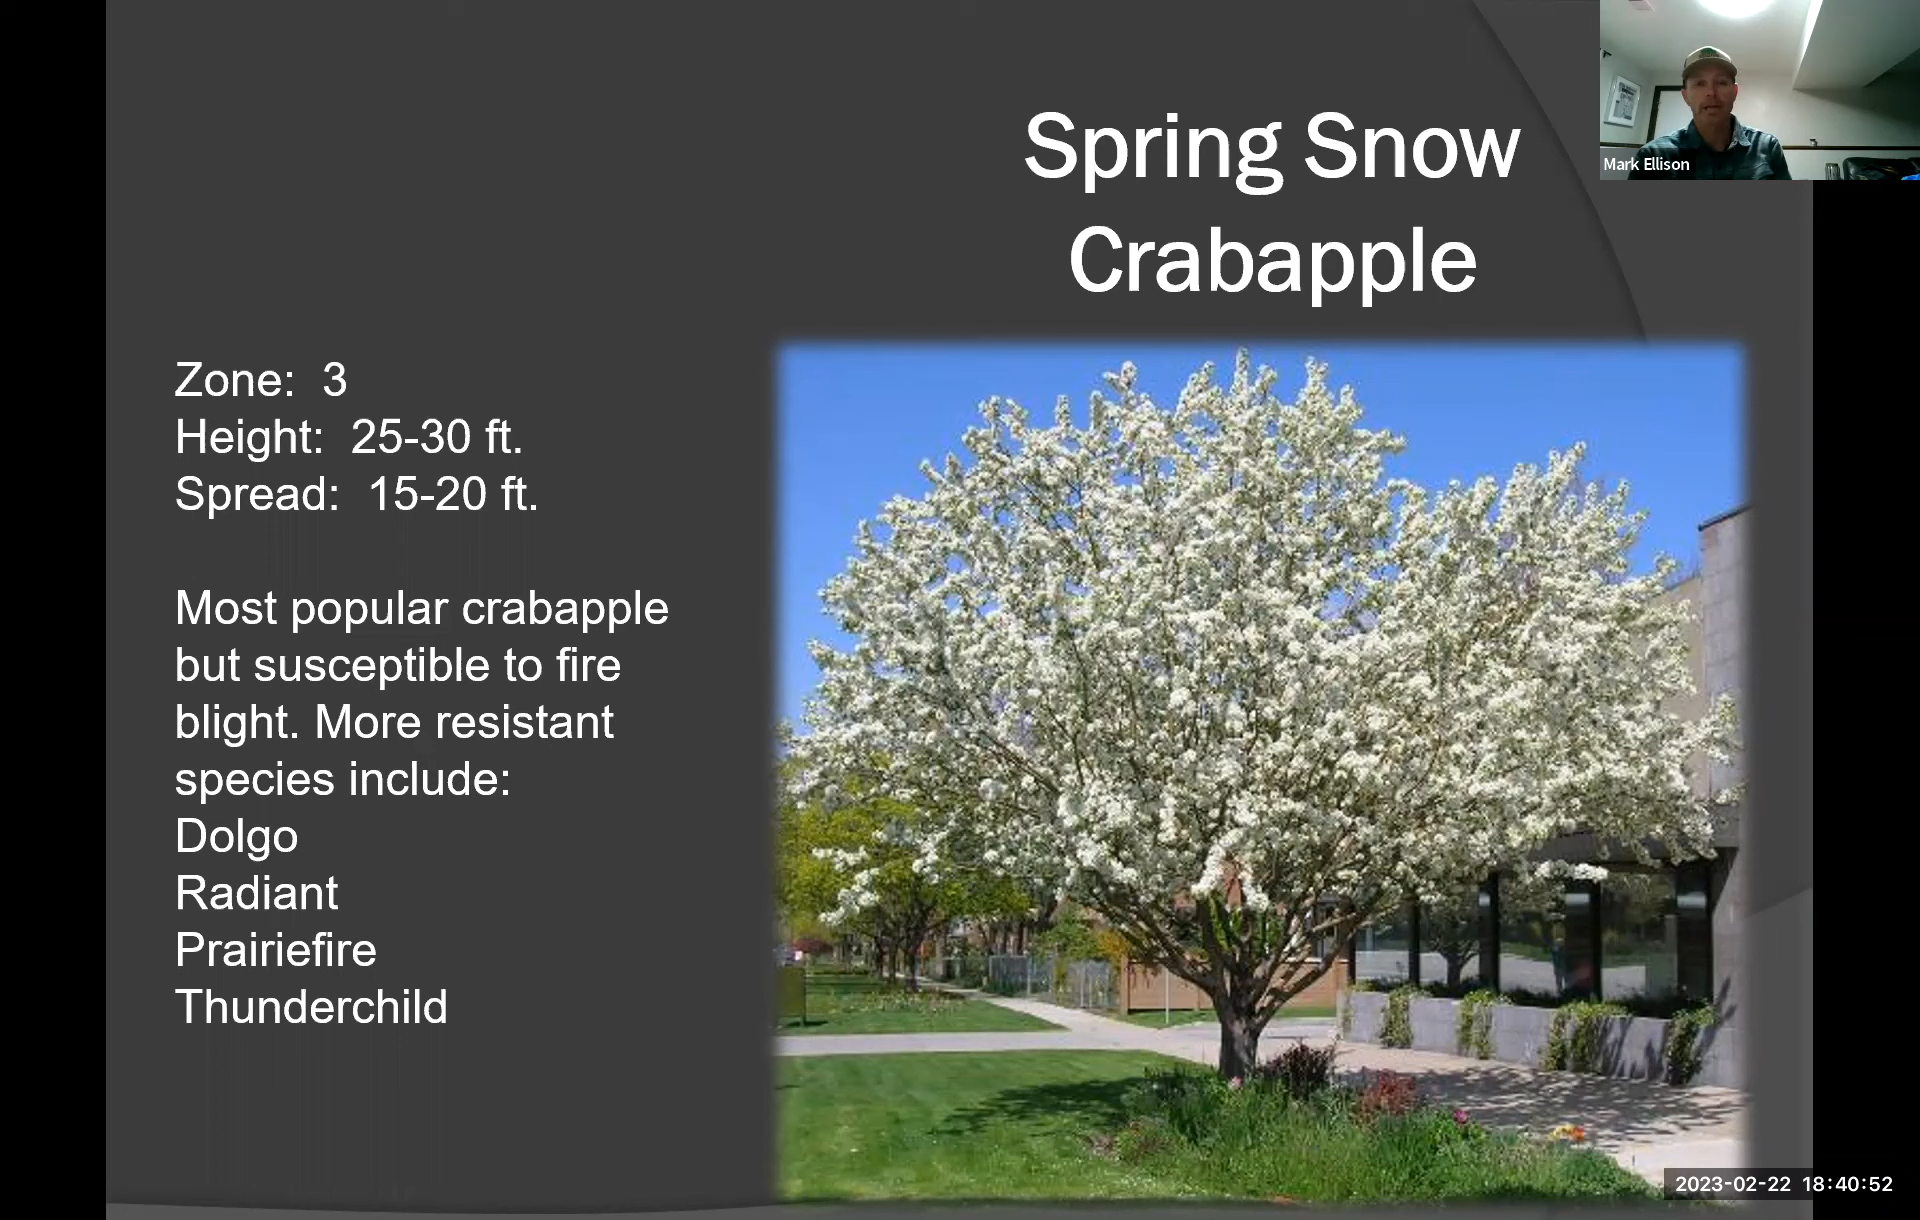 Spring Snow
Crabapple
Mark Ellison
Zone:  3
Height:  25-30 ft.
Spread:  15-20 ft.
Most popular crabapple
but susceptible to fire
blight. More resistant
species include:
Dolgo
Radiant
Prairiefire
Thunderchild
2023-02-22  18:40:52